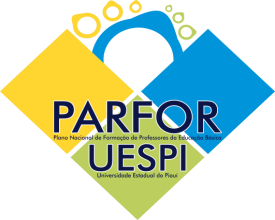 PARFOR
Plano Nacional de Formação de Professores da Educação Básica
UESPI
Universidade Estadual do Piauí